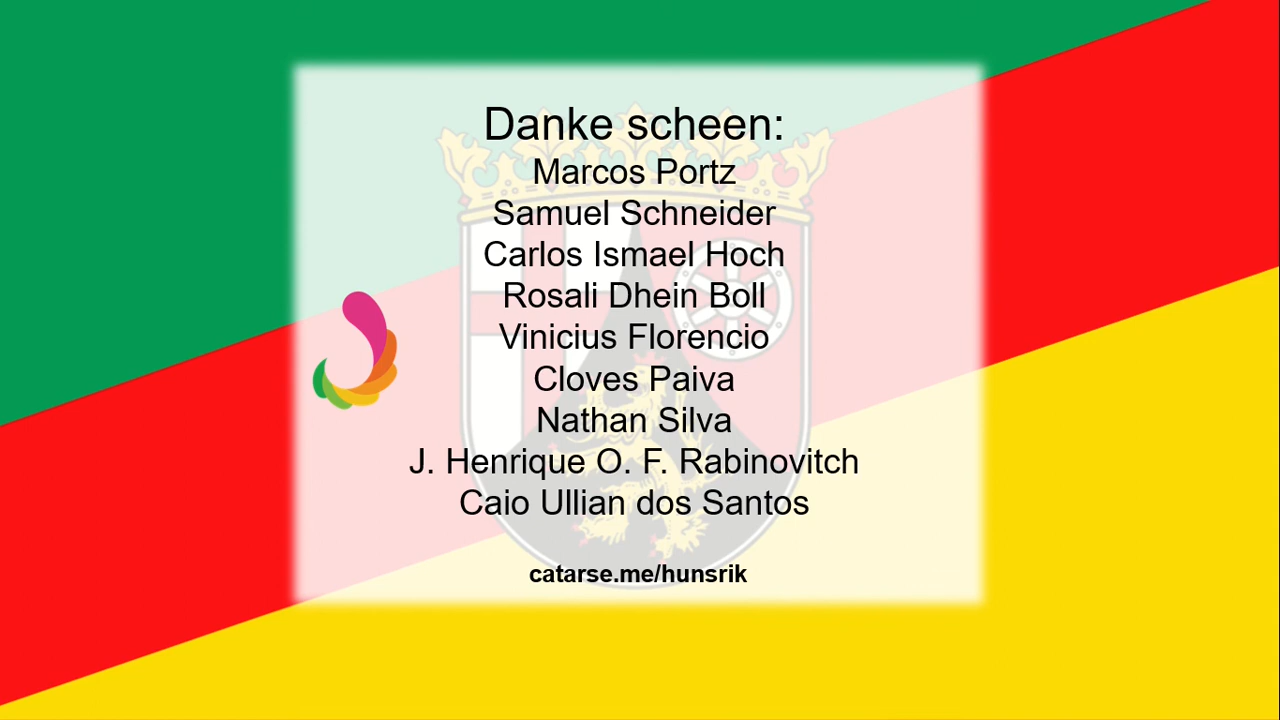 Danke scheen:
Marcos Portz
Samuel Schneider
Carlos Ismael Hoch
Rosali Dhein Boll
Vinicius Florencio
Cloves Paiva
Nathan Silva
J. Henrique O. F. Rabinovitch
Caio Ullian dos Santos
catarse.me/hunsrik